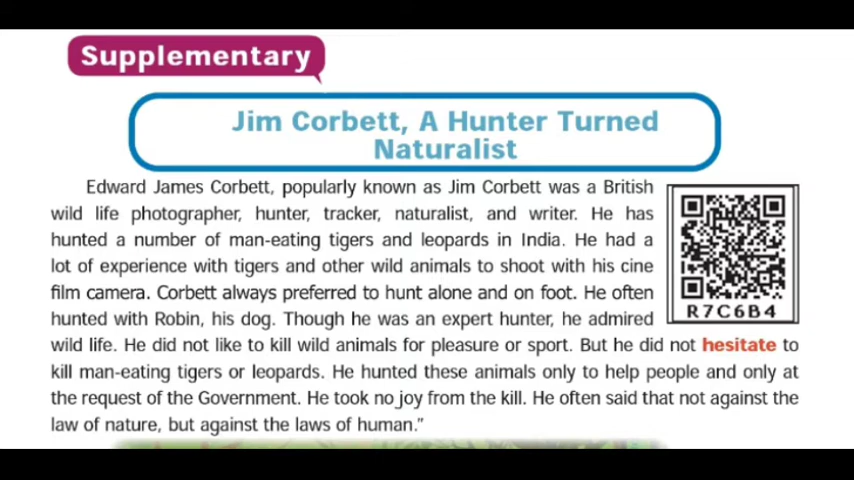 Supplementary
Jim Corbett, A Hunter Turned
Naturalist
Edward James Corbett, popularly known as Jim Corbett was a British
wild life photographer, hunter, tracker, naturalist, and writer. He has
hunted a number of man-eating tigers and leopards in India. He had a
lot of experience with tigers and other wild animals to shoot with his cine
film camera. Corbett always preferred to hunt alone and on foot. He often
hunted with Robin, his dog. Though he was an expert hunter, he admired
R7C6B4
wild life. He did not like to kill wild animals for pleasure or sport. But he did not hesitate to
kill man-eating tigers or leopards. He hunted these animals only to help people and only at
the request of the Government. He took no joy from the kill. He often said that not against the
law of nature, but against the laws of human.”